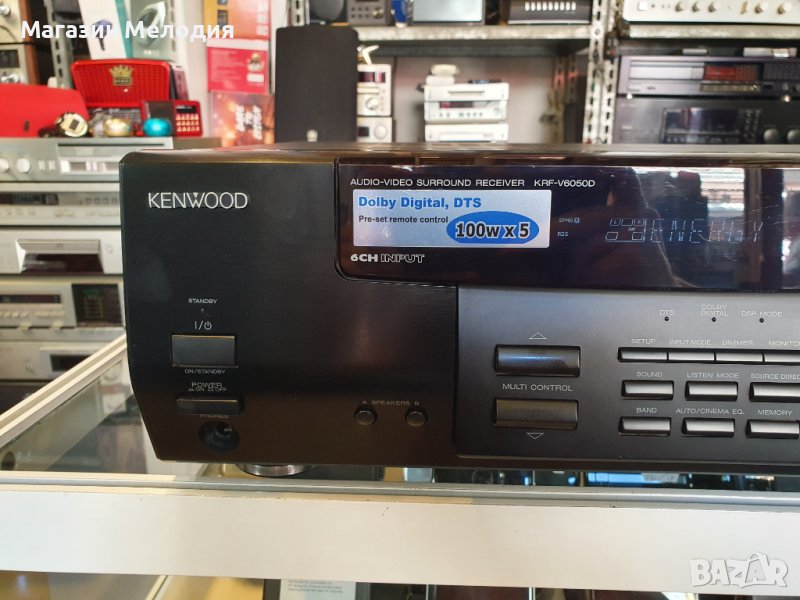 Магазин Мелодия
KENWOOD
AUDIO-VIDEO SURROUND RECEIVER KRF-V6050D
Dolby Digital, DTS
Pre-set remote control
100w x 5
6CH INPUT
STANDBY
I/⏻
ON/STANDBY
POWER
ON OFF
PHONES
A SPEAKERS B
DTS
DOLBY DIGITAL
DSP MODE
SETUP
INPUT MODE
DIMMER
SOUND
LISTEN MODE
MULTI CONTROL
BAND
AUTO/CINEMA EQ.
MEMORY
BAZAR